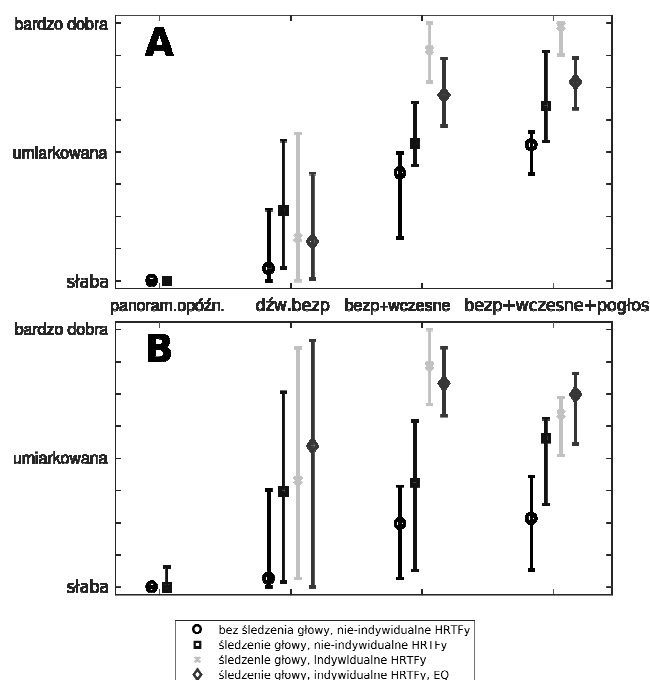 bardzo dobra
A
umiarkowana
słaba
panoram.opóźn. dźw.bezp bezp+wczesne bezp+wczesne+pogłos
bardzo dobra
B
umiarkowana
słaba
bez śledzenia głowy, nie-indywidualne HRTFy
śledzenie głowy, nie-indywidualne HRTFy
śledzenie głowy, Indywidualne HRTFy
śledzenie głowy, indywidualne HRTFy, EQ